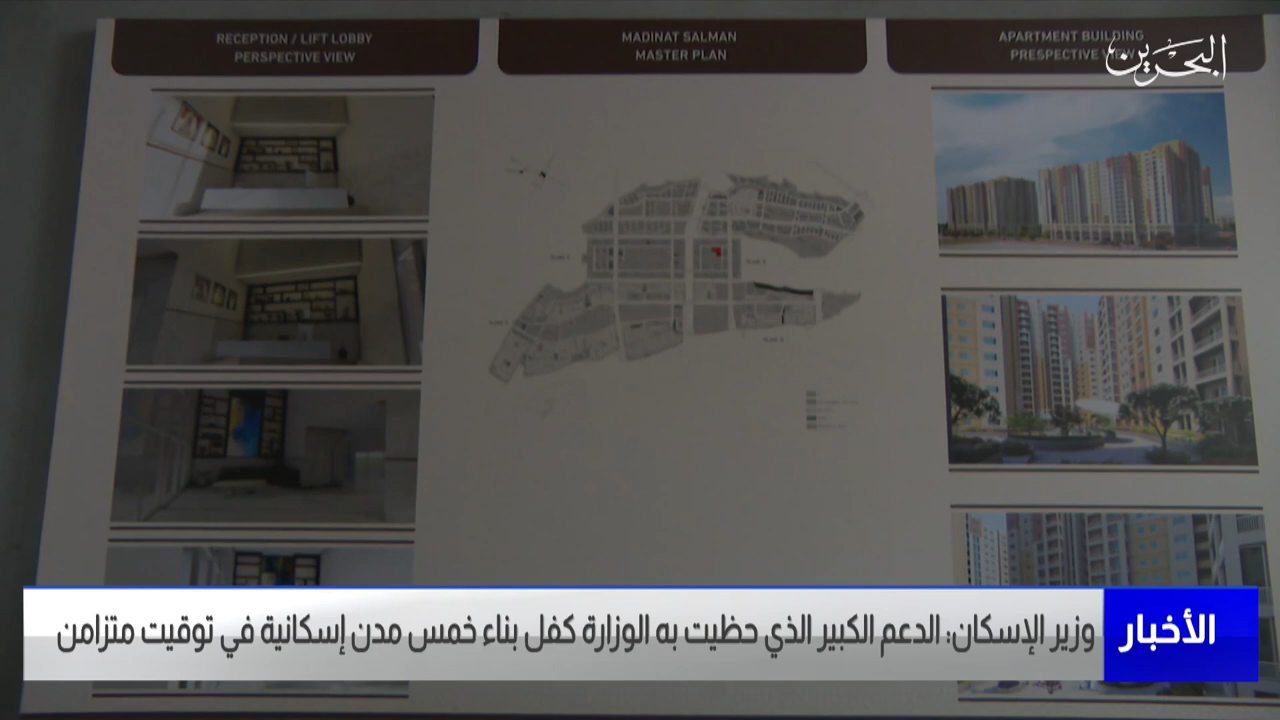 RECEPTION / LIFT LOBBY
PERSPECTIVE VIEW
MADINAT SALMAN
MASTER PLAN
APARTMENT BUILDING
PRESPECTIVE VIEW
البحرين
الأخبار
وزير الإسكان: الدعم الكبير الذي حظيت به الوزارة كفل بناء خمس مدن إسكانية في توقيت متزامن